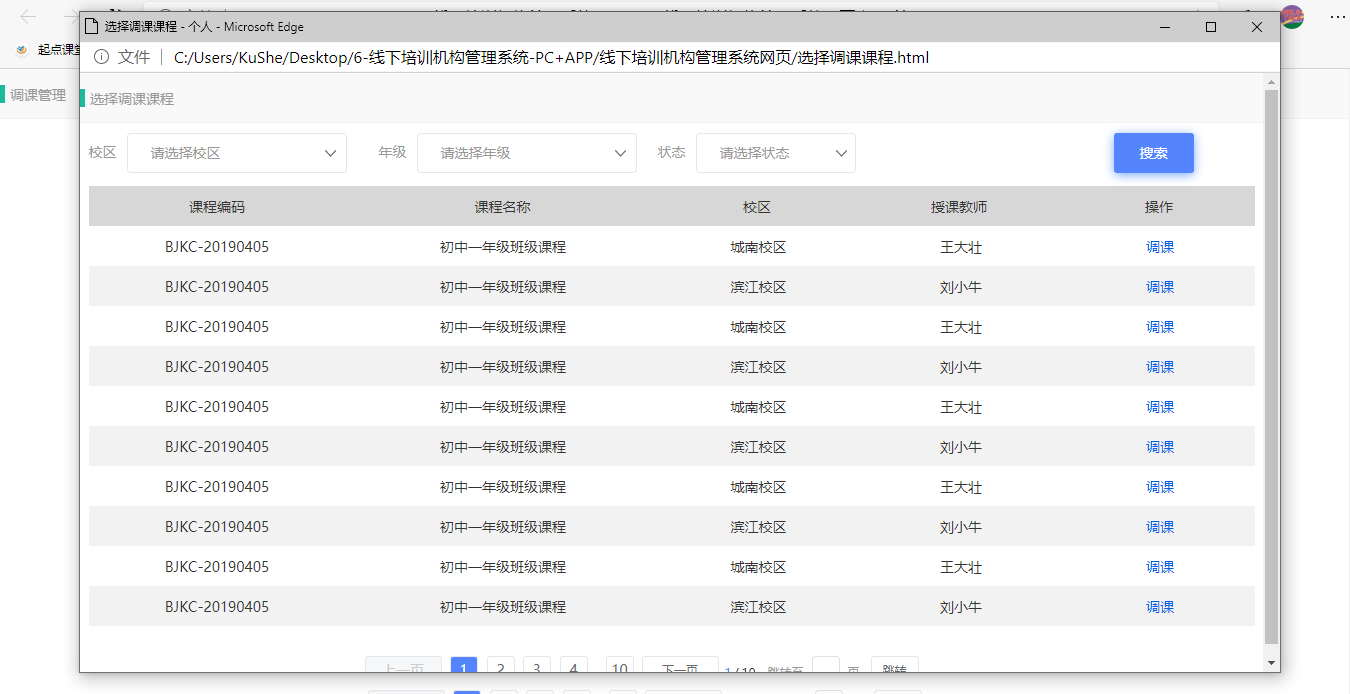 选择调课课程 - 个人 - Microsoft Edge
起点课堂
文件 C:/Users/KuShe/Desktop/6-线下培训机构管理系统-PC+APP/线下培训机构管理系统网页/选择调课课程.html
调课管理
选择调课课程
校区 请选择校区 年级 请选择年级 状态 请选择状态 搜索
课程编码 课程名称 校区 授课教师 操作
BJKC-20190405 初中一年级班级课程 城南校区 王大壮 调课
BJKC-20190405 初中一年级班级课程 滨江校区 刘小牛 调课
BJKC-20190405 初中一年级班级课程 城南校区 王大壮 调课
BJKC-20190405 初中一年级班级课程 滨江校区 刘小牛 调课
BJKC-20190405 初中一年级班级课程 城南校区 王大壮 调课
BJKC-20190405 初中一年级班级课程 滨江校区 刘小牛 调课
BJKC-20190405 初中一年级班级课程 城南校区 王大壮 调课
BJKC-20190405 初中一年级班级课程 滨江校区 刘小牛 调课
BJKC-20190405 初中一年级班级课程 城南校区 王大壮 调课
BJKC-20190405 初中一年级班级课程 滨江校区 刘小牛 调课
上一页 1 2 3 4 10 下一页 1 / 10 跳转至 页 跳转